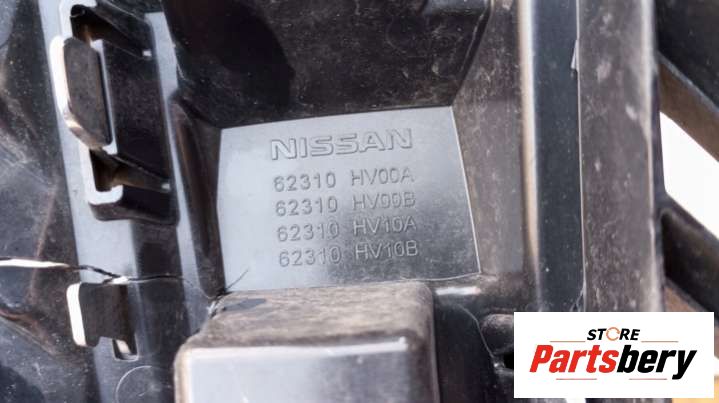 NISSAN
62310 HV00A
62310 HV00B
62310 HV10A
62310 HV10B
STORE
Partsbery